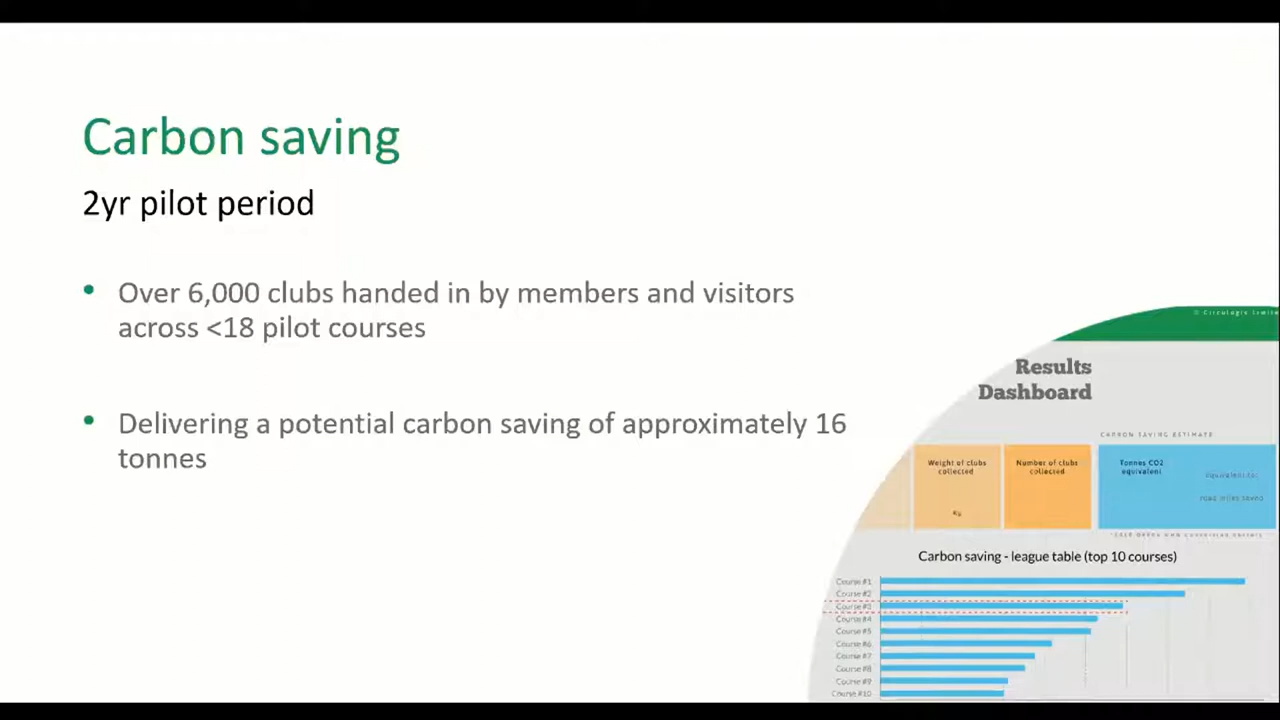 Carbon saving
2yr pilot period
• Over 6,000 clubs handed in by members and visitors
across <18 pilot courses
• Delivering a potential carbon saving of approximately 16
tonnes
© Circulogic Limite
Results
Dashboard
CARBON SAVING ESTIMATE
Weight of clubs
collected
Kg
Number of clubs
collected
Tonnes CO2
equivalent
equivalent to:
road miles saved
Carbon saving - league table (top 10 courses)
Course #1
Course #2
Course #3
Course #4
Course #5
Course #6
Course #7
Course #8
Course #9
Course #10